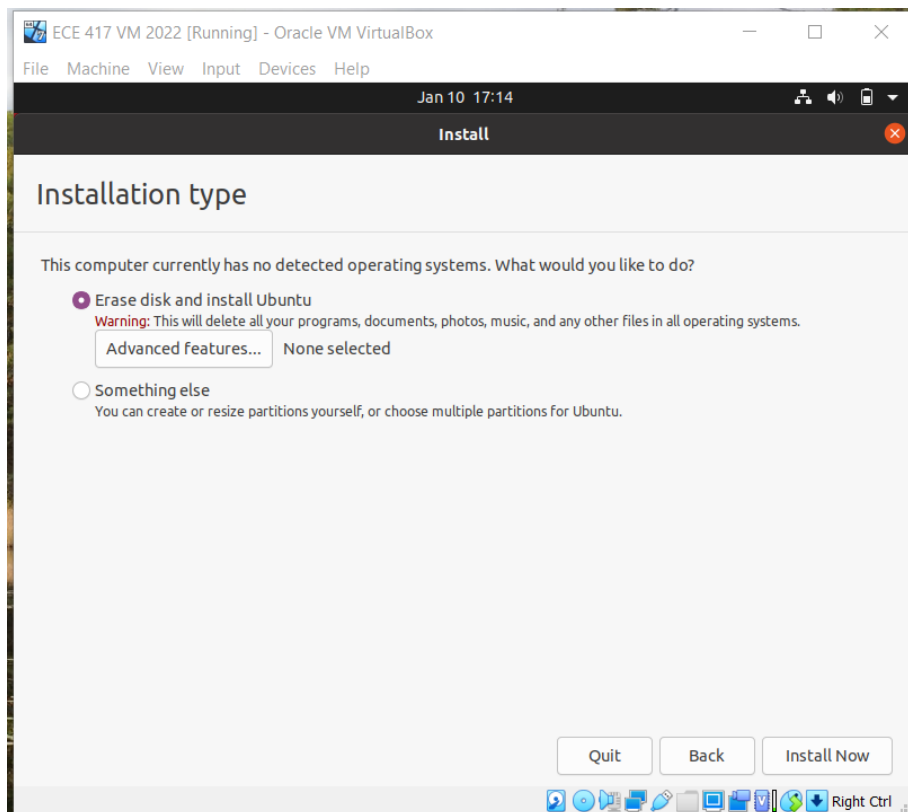 ECE 417 VM 2022 [Running] - Oracle VM VirtualBox
File Machine View Input Devices Help
Jan 10 17:14
Install
Installation type
This computer currently has no detected operating systems. What would you like to do?
Erase disk and install Ubuntu
Warning: This will delete all your programs, documents, photos, music, and any other files in all operating systems.
Advanced features... None selected
Something else
You can create or resize partitions yourself, or choose multiple partitions for Ubuntu.
Quit Back Install Now
Right Ctrl